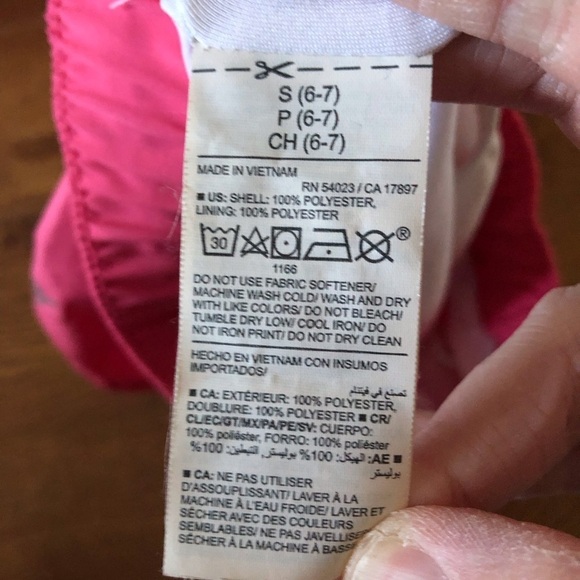 S (6-7)
P (6-7)
CH (6-7)
MADE IN VIETNAM
RN 54023 / CA 17897
■ US: SHELL: 100% POLYESTER,
LINING: 100% POLYESTER
30 ®
1166
DO NOT USE FABRIC SOFTENER/
MACHINE WASH COLD/ WASH AND DRY
WITH LIKE COLORS/ DO NOT BLEACH/
TUMBLE DRY LOW/ COOL IRON/ DO
NOT IRON PRINT/ DO NOT DRY CLEAN
HECHO EN VIETNAM CON INSUMOS
IMPORTADOS/
تصنع في فيتنام
■ CA: EXTÉRIEUR: 100% POLYESTER,
DOUBLURE: 100% POLYESTER ■ CR/
CL/EC/GT/MX/PA/PE/SV: CUERPO:
100% poliéster, FORRO: 100% poliéster
■ AE: الهيكل: 100% بوليستر, التبطين: 100%
بوليستر
■ CA: NE PAS UTILISER
D'ASSOUPLISSANT/ LAVER À LA
MACHINE À L'EAU FROIDE/ LAVER ET
SÉCHER AVEC DES COULEURS
SEMBLABLES/ NE PAS JAVELLISER
SÉCHER À LA MACHINE À BASS